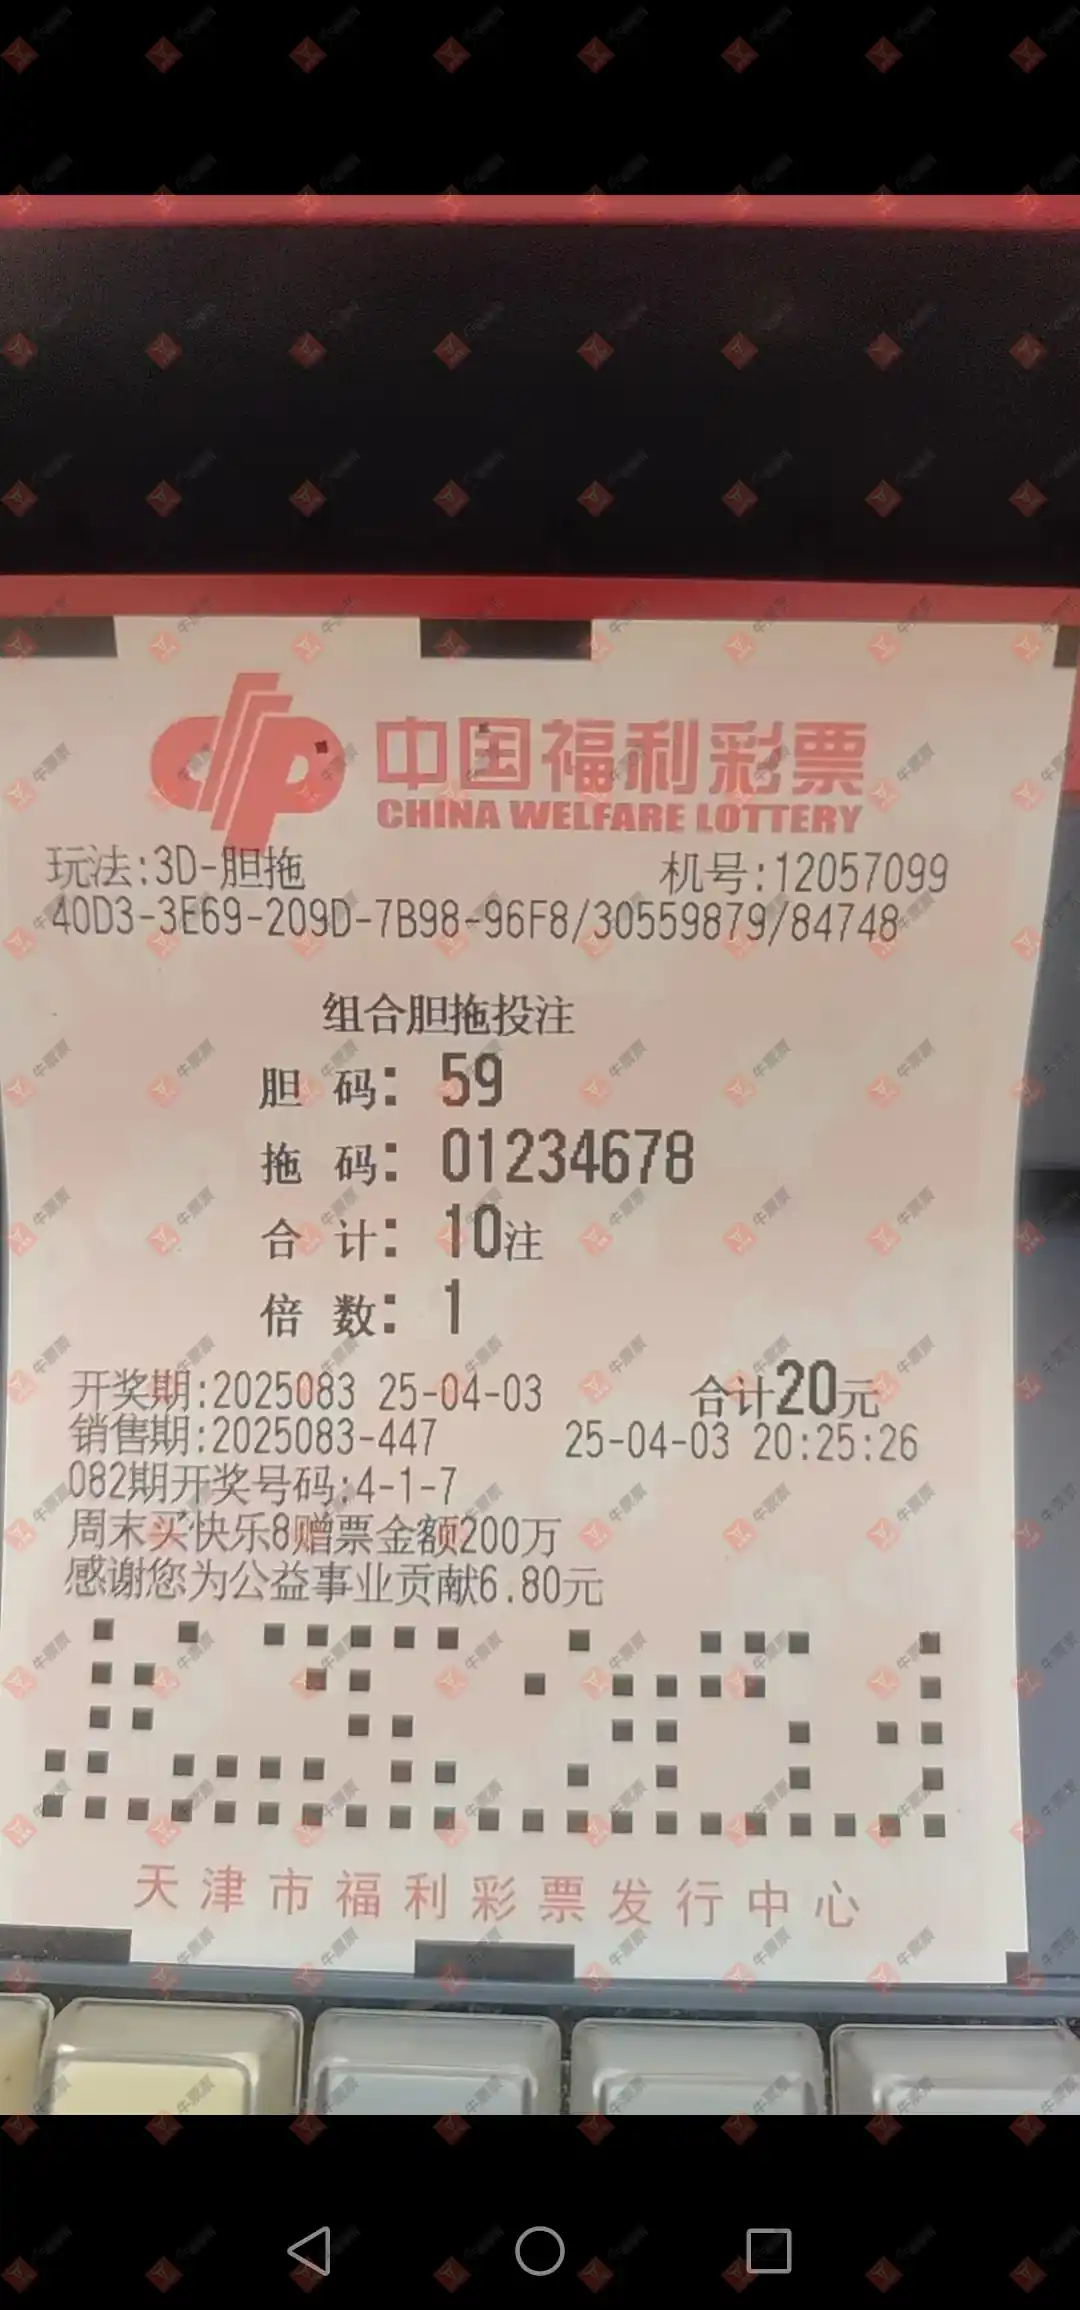 中国福利彩票
CHINA WELFARE LOTTERY
玩法:3D-胆拖 机号:12057099
40D3-3E69-209D-7B98-96F8/30559879/84748
组合胆拖投注
胆 码: 59
拖 码: 01234678
合 计: 10注
倍 数: 1
开奖期:2025083 25-04-03 合计20元
销售期:2025083-447 25-04-03 20:25:26
082期开奖号码:4-1-7
周末买快乐8赠票金额200万
感谢您为公益事业贡献6.80元
天津市福利彩票发行中心
牛票票